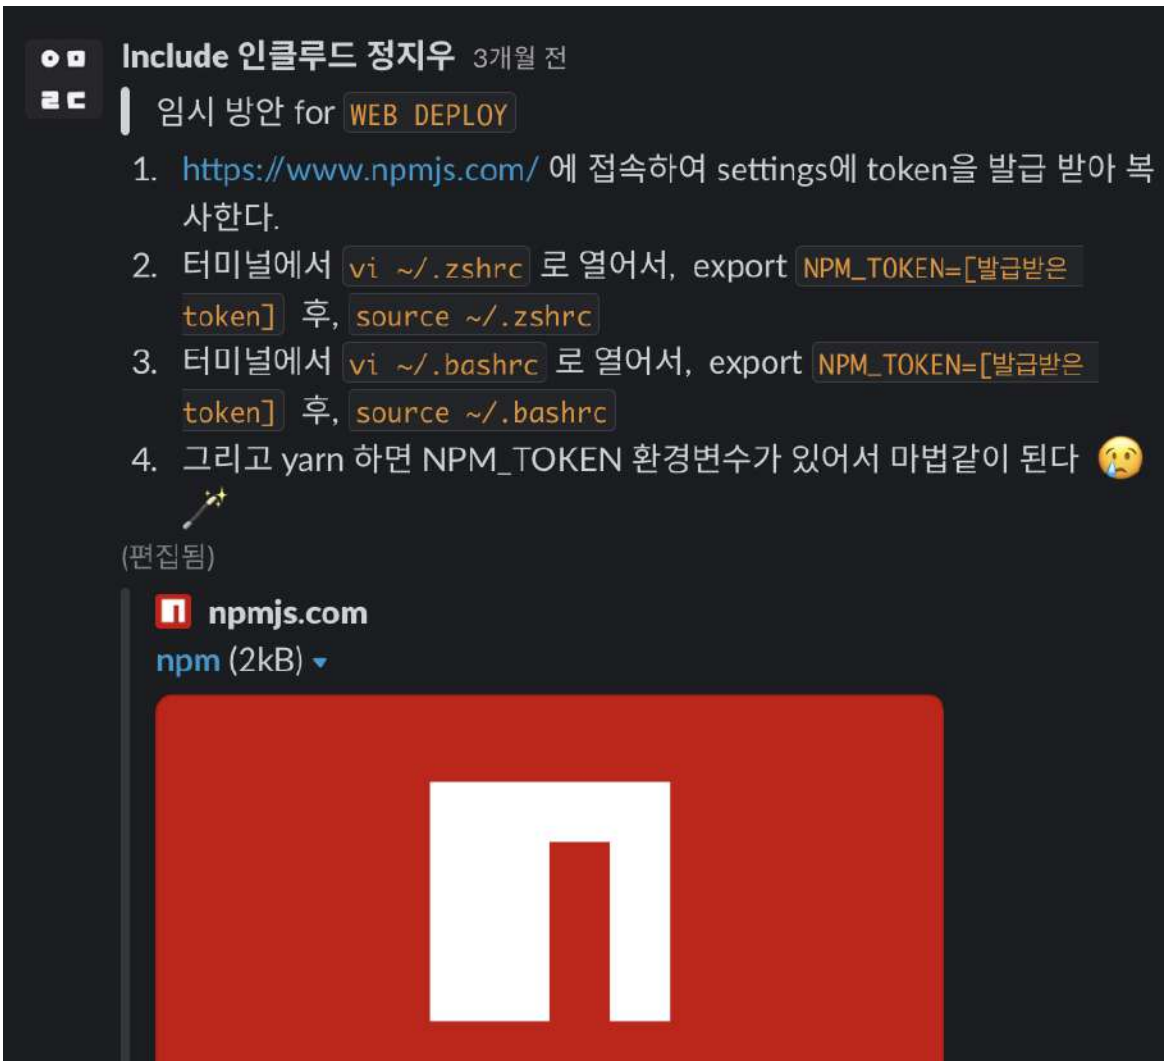 ㅇㅁ
ㄹㄷ
Include 인클루드 정지우 3개월 전
임시 방안 for WEB DEPLOY
1. https://www.npmjs.com/ 에 접속하여 settings에 token을 발급 받아 복
사한다.
2. 터미널에서 vi ~/.zshrc 로 열어서, export NPM_TOKEN=[발급받은
token] 후, source ~/.zshrc
3. 터미널에서 vi ~/.bashrc 로 열어서, export NPM_TOKEN=[발급받은
token] 후, source ~/.bashrc
4. 그리고 yarn 하면 NPM_TOKEN 환경변수가 있어서 마법같이 된다 😢
🪄
(편집됨)
npmjs.com
npm (2kB)